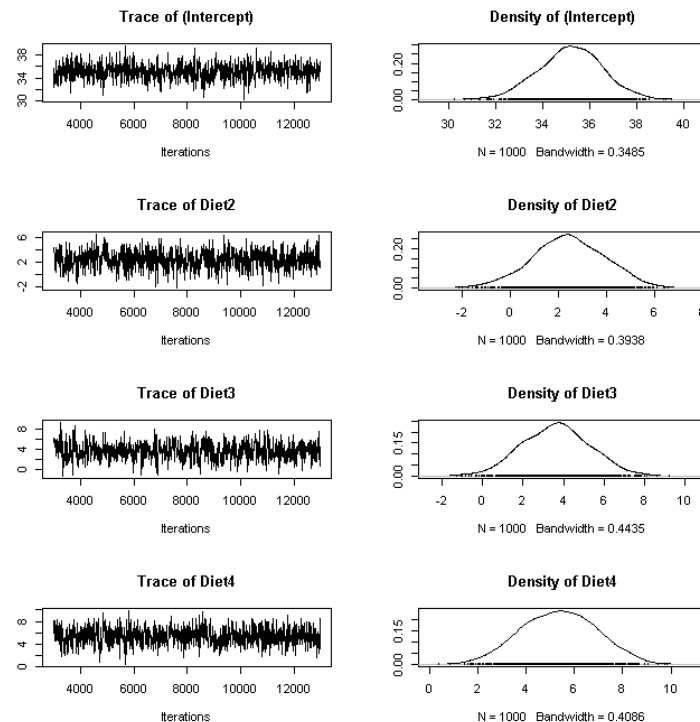 Trace of (Intercept)
30 34 38
4000 6000 8000 10000 12000
Iterations
Density of (Intercept)
0.00 0.20
30 32 34 36 38 40
N = 1000 Bandwidth = 0.3485
Trace of Diet2
-2 2 6
4000 6000 8000 10000 12000
Iterations
Density of Diet2
0.00 0.20
-2 0 2 4 6
N = 1000 Bandwidth = 0.3938
Trace of Diet3
0 4 8
4000 6000 8000 10000 12000
Iterations
Density of Diet3
0.00 0.15
-2 0 2 4 6 8 10
N = 1000 Bandwidth = 0.4435
Trace of Diet4
0 4 8
4000 6000 8000 10000 12000
Iterations
Density of Diet4
0.00 0.15
0 2 4 6 8 10
N = 1000 Bandwidth = 0.4086